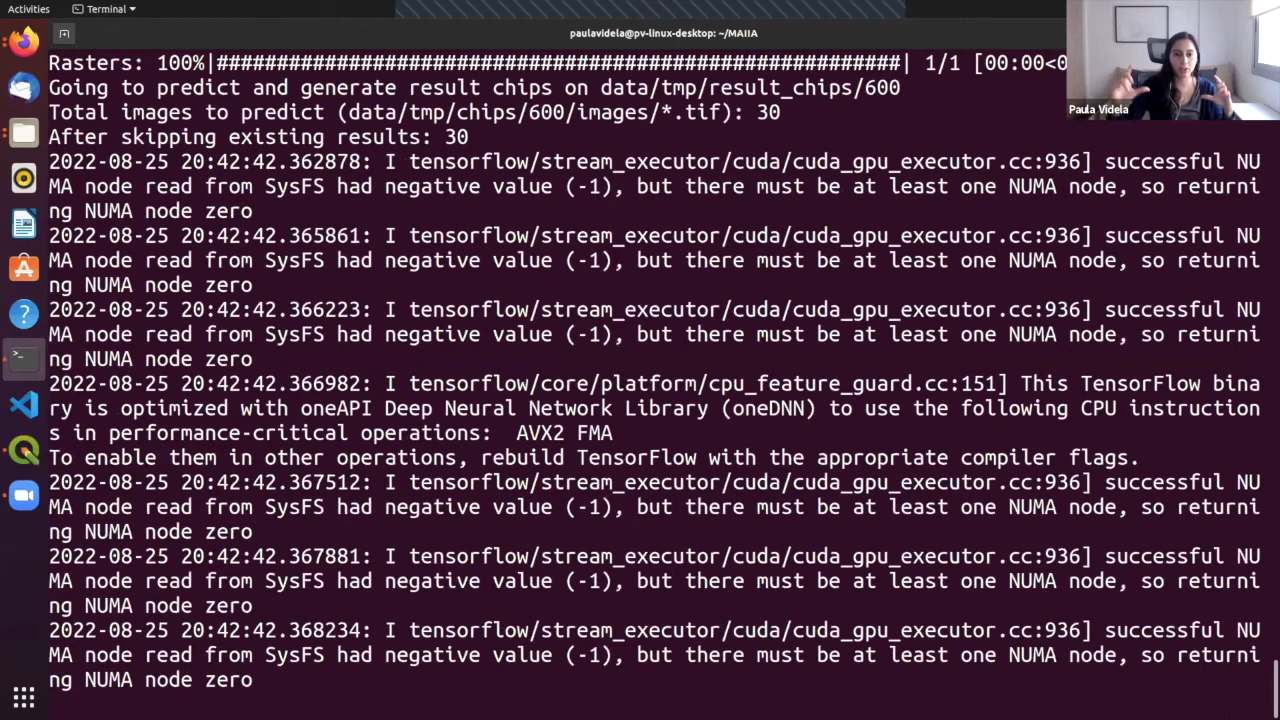 Activities
Terminal
paulavidela@pv-linux-desktop: ~/MAIIA
Paula Videla
Rasters: 100%|##########################################################| 1/1 [00:00<0
Going to predict and generate result chips on data/tmp/result_chips/600
Total images to predict (data/tmp/chips/600/images/*.tif): 30
After skipping existing results: 30
2022-08-25 20:42:42.362878: I tensorflow/stream_executor/cuda/cuda_gpu_executor.cc:936] successful NU
MA node read from SysFS had negative value (-1), but there must be at least one NUMA node, so returni
ng NUMA node zero
2022-08-25 20:42:42.365861: I tensorflow/stream_executor/cuda/cuda_gpu_executor.cc:936] successful NU
MA node read from SysFS had negative value (-1), but there must be at least one NUMA node, so returni
ng NUMA node zero
2022-08-25 20:42:42.366223: I tensorflow/stream_executor/cuda/cuda_gpu_executor.cc:936] successful NU
MA node read from SysFS had negative value (-1), but there must be at least one NUMA node, so returni
ng NUMA node zero
2022-08-25 20:42:42.366982: I tensorflow/core/platform/cpu_feature_guard.cc:151] This TensorFlow bina
ry is optimized with oneAPI Deep Neural Network Library (oneDNN) to use the following CPU instruction
s in performance-critical operations:  AVX2 FMA
To enable them in other operations, rebuild TensorFlow with the appropriate compiler flags.
2022-08-25 20:42:42.367512: I tensorflow/stream_executor/cuda/cuda_gpu_executor.cc:936] successful NU
MA node read from SysFS had negative value (-1), but there must be at least one NUMA node, so returni
ng NUMA node zero
2022-08-25 20:42:42.367881: I tensorflow/stream_executor/cuda/cuda_gpu_executor.cc:936] successful NU
MA node read from SysFS had negative value (-1), but there must be at least one NUMA node, so returni
ng NUMA node zero
2022-08-25 20:42:42.368234: I tensorflow/stream_executor/cuda/cuda_gpu_executor.cc:936] successful NU
MA node read from SysFS had negative value (-1), but there must be at least one NUMA node, so returni
ng NUMA node zero